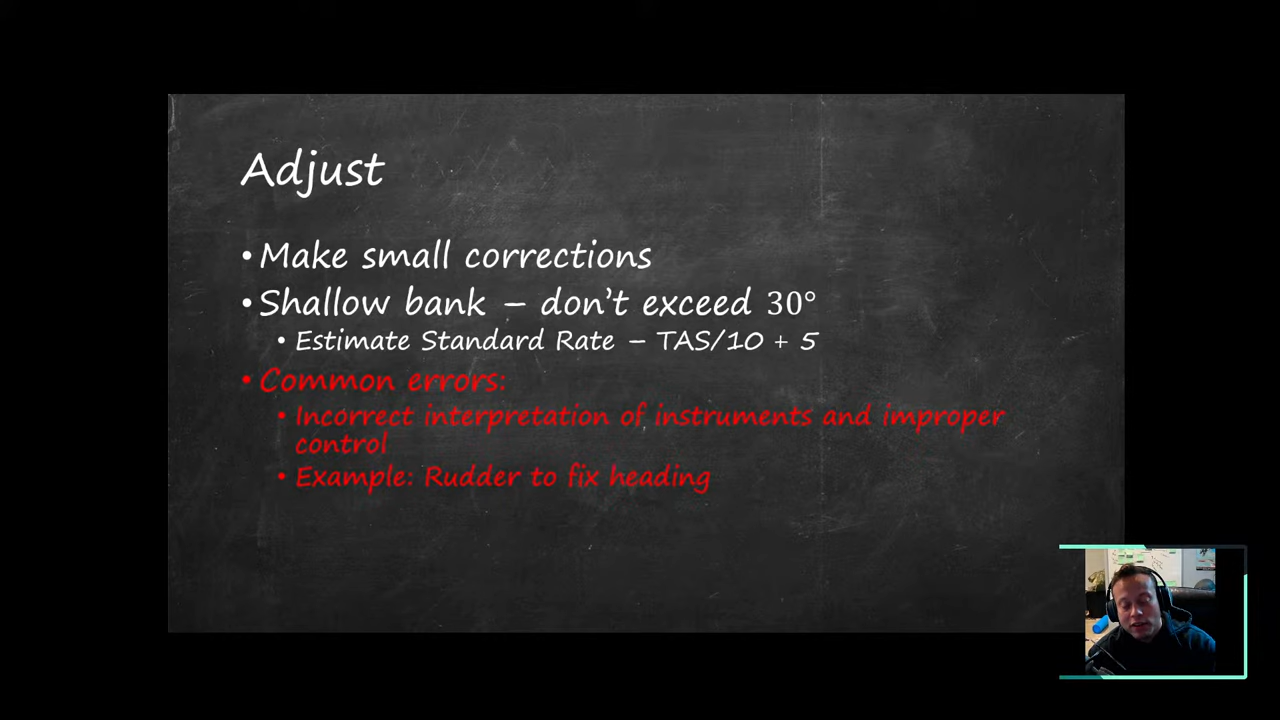 Adjust
• Make small corrections
• Shallow bank – don't exceed 30°
• Estimate Standard Rate – TAS/10 + 5
• Common errors:
• Incorrect interpretation of instruments and improper
control
• Example: Rudder to fix heading